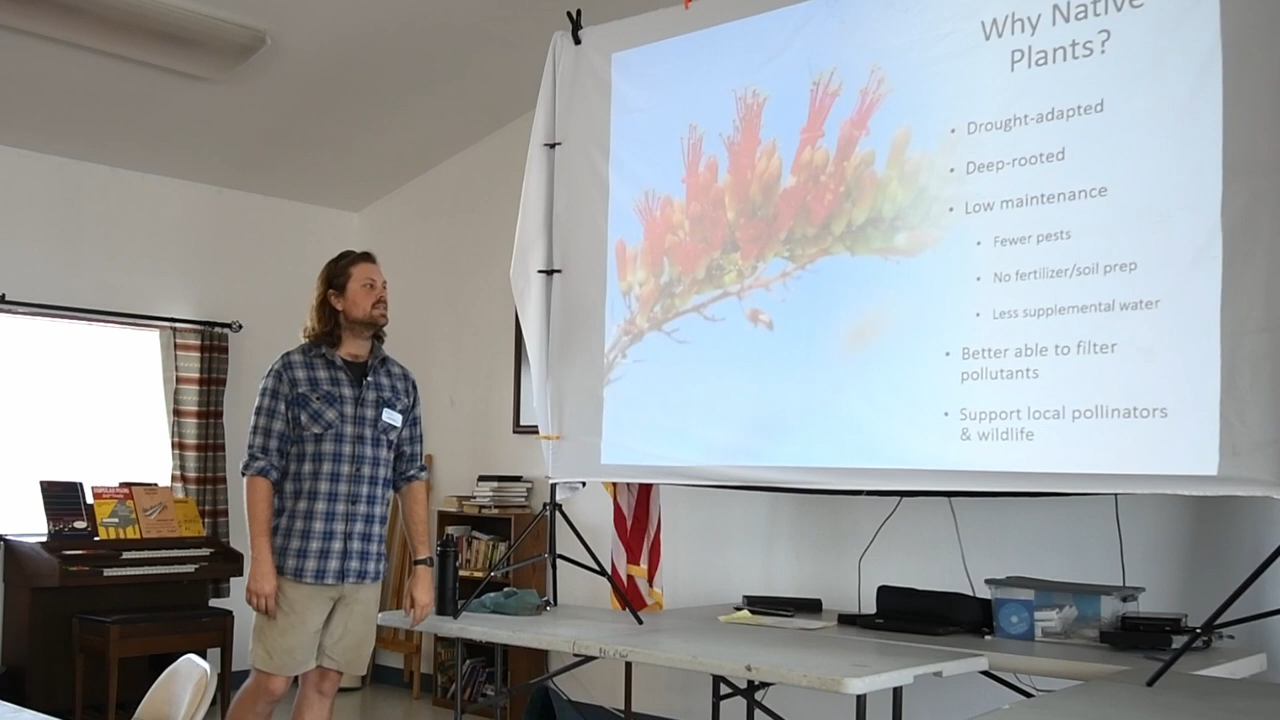 Why Native
Plants?
• Drought-adapted
• Deep-rooted
• Low maintenance
• Fewer pests
• No fertilizer/soil prep
• Less supplemental water
• Better able to filter
pollutants
• Support local pollinators
& wildlife